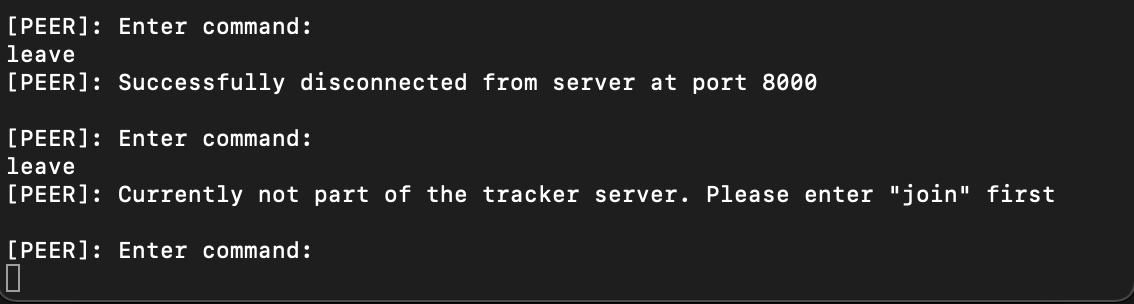 [PEER]: Enter command:
leave
[PEER]: Successfully disconnected from server at port 8000
[PEER]: Enter command:
leave
[PEER]: Currently not part of the tracker server. Please enter "join" first
[PEER]: Enter command: